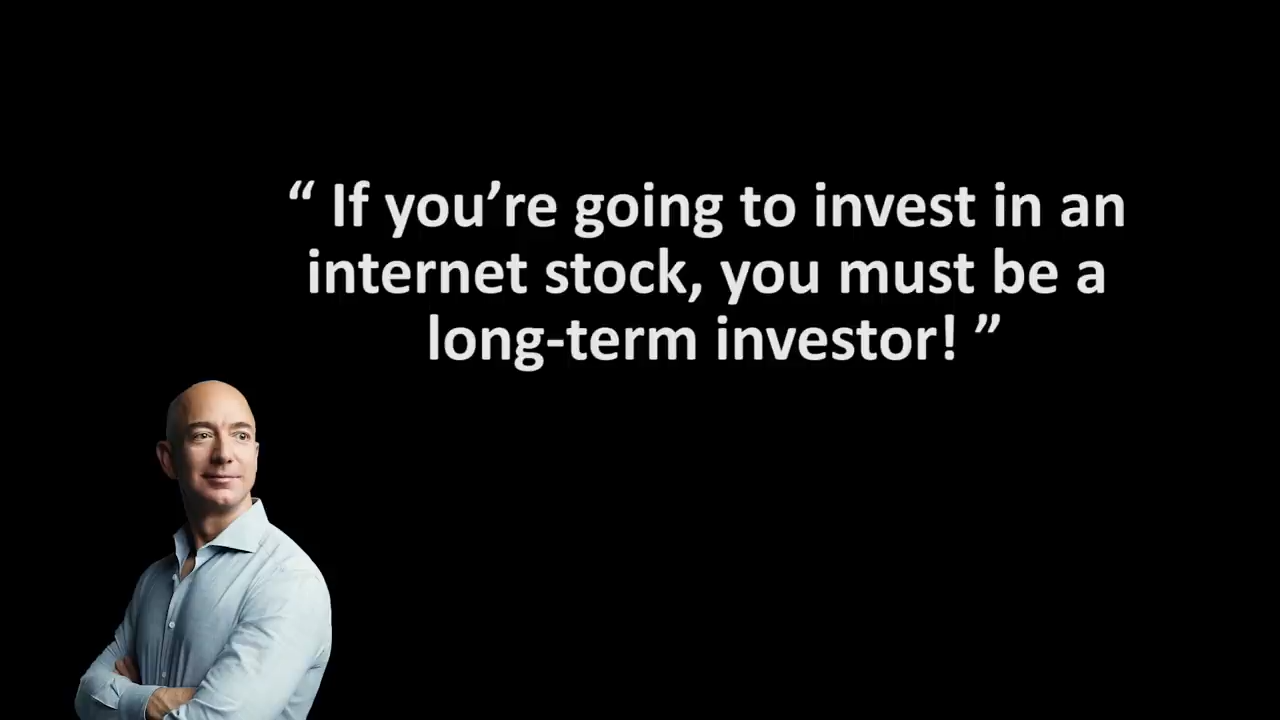 “ If you’re going to invest in an
internet stock, you must be a
long-term investor! ”